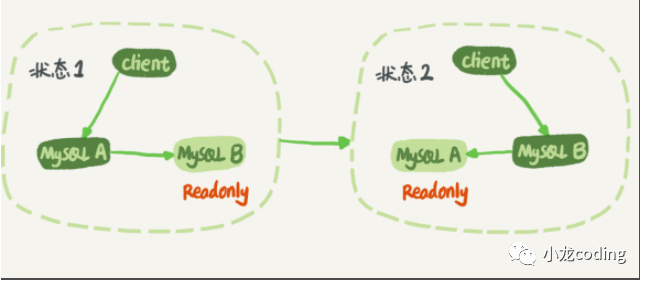 状态1
client
MySQL A
MySQL B
Readonly
状态2
client
MySQL A
MySQL B
Readonly
小龙coding